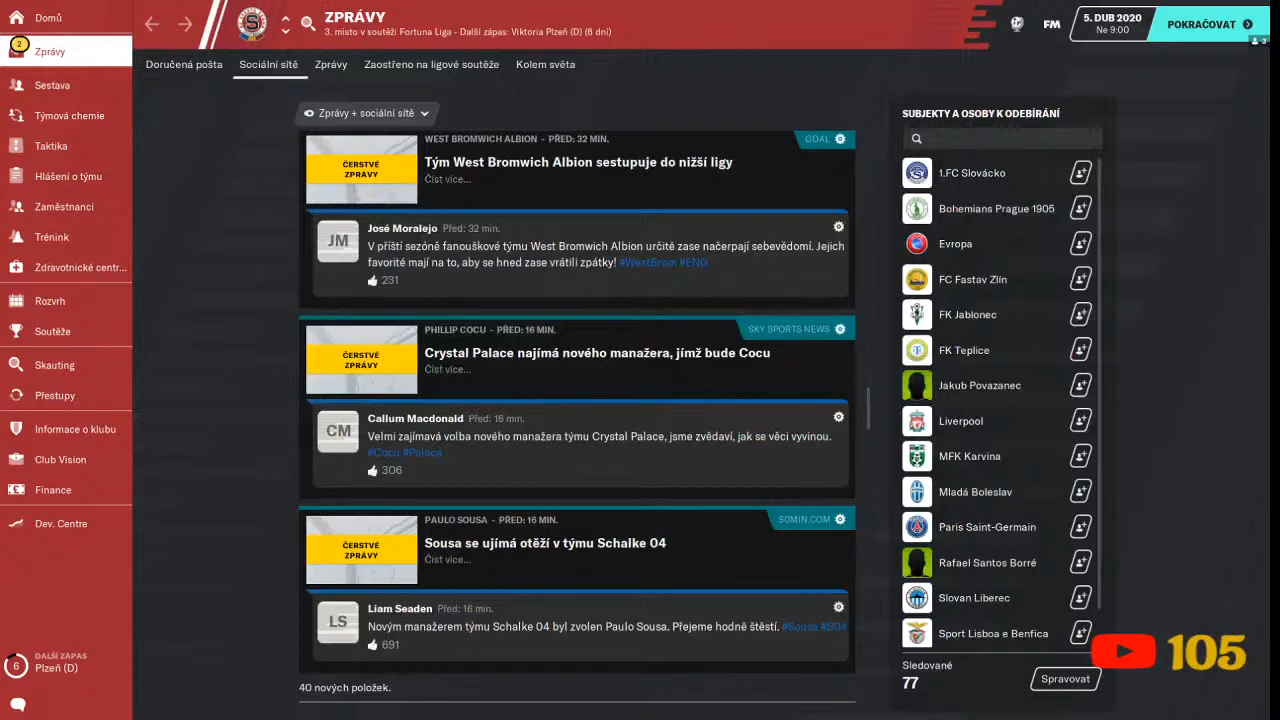 Domů
2
Zprávy
Sestava
Týmová chemie
Taktika
Hlášení o týmu
Zaměstnanci
Trénink
Zdravotnické centr...
Rozvrh
Soutěže
Skauting
Přestupy
Informace o klubu
Club Vision
Finance
Dev. Centre
6
DALŠÍ ZÁPAS
Plzeň (D)
ZPRÁVY
3. místo v soutěži Fortuna Liga - Další zápas: Viktoria Plzeň (D) (6 dní)
FM
5. DUB 2020
Ne 9:00
POKRAČOVAT
3
Doručená pošta
Sociální sítě
Zprávy
Zaostřeno na ligové soutěže
Kolem světa
Zprávy + sociální sítě
ČERSTVÉ
ZPRÁVY
WEST BROMWICH ALBION - PŘED: 32 MIN.
GOAL
Tým West Bromwich Albion sestupuje do nižší ligy
Číst více...
JM
José Moralejo Před: 32 min.
V příští sezóně fanouškové týmu West Bromwich Albion určitě zase načerpají sebevědomí. Jejich
favorité mají na to, aby se hned zase vrátili zpátky! #WestBrom #ENG
231
ČERSTVÉ
ZPRÁVY
PHILLIP COCU - PŘED: 16 MIN.
SKY SPORTS NEWS
Crystal Palace najímá nového manažera, jímž bude Cocu
Číst více...
CM
Callum Macdonald Před: 16 min.
Velmi zajímavá volba nového manažera týmu Crystal Palace, jsme zvědaví, jak se věci vyvinou.
#Cocu #Palace
306
ČERSTVÉ
ZPRÁVY
PAULO SOUSA - PŘED: 16 MIN.
90MIN.COM
Sousa se ujímá otěží v týmu Schalke 04
Číst více...
LS
Liam Seaden Před: 16 min.
Novým manažerem týmu Schalke 04 byl zvolen Paulo Sousa. Přejeme hodně štěstí. #Sousa #S04
691
40 nových položek.
SUBJEKTY A OSOBY K ODEBÍRÁNÍ
1.FC Slovácko
Bohemians Prague 1905
Evropa
FC Fastav Zlín
FK Jablonec
FK Teplice
Jakub Povazanec
Liverpool
MFK Karvina
Mladá Boleslav
Paris Saint-Germain
Rafael Santos Borré
Slovan Liberec
Sport Lisboa e Benfica
Sledované
77
Spravovat
105